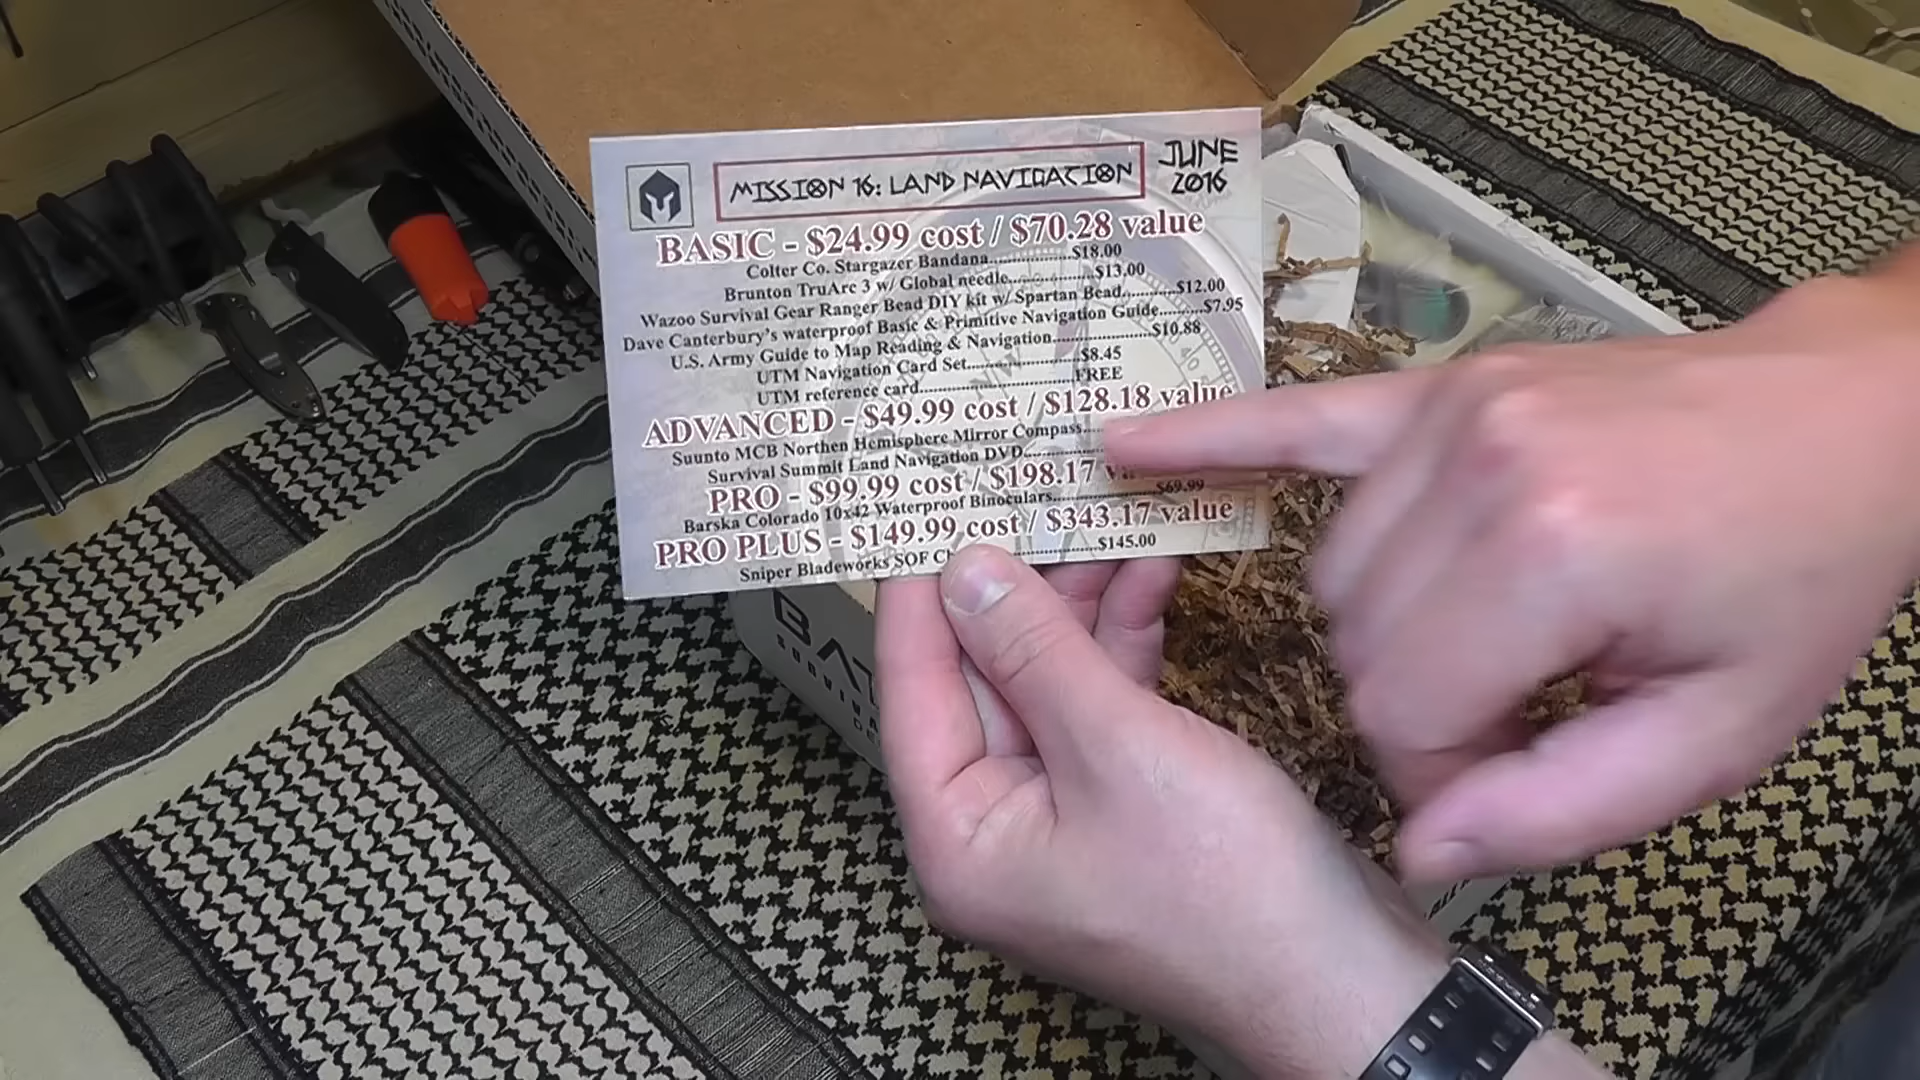 MISSION 16: LAND NAVIGATION
JUNE
2016
BASIC - $24.99 cost / $70.28 value
Colter Co. Stargazer Bandana....................$18.00
Brunton TruArc 3 w/ Global needle....................$13.00
Wazoo Survival Gear Ranger Bead DIY kit w/ Spartan Bead..........$12.00
Dave Canterbury's waterproof Basic & Primitive Navigation Guide.........$7.95
U.S. Army Guide to Map Reading & Navigation....................$10.88
UTM Navigation Card Set....................$8.45
UTM reference card....................FREE
ADVANCED - $49.99 cost / $128.18 value
Suunto MCB Northen Hemisphere Mirror Compass
Survival Summit Land Navigation DVD
PRO - $99.99 cost / $198.17
Barska Colorado 10x42 Waterproof Binoculars....................$69.99
PRO PLUS - $149.99 cost / $343.17 value
Sniper Bladeworks SOF ....................$145.00